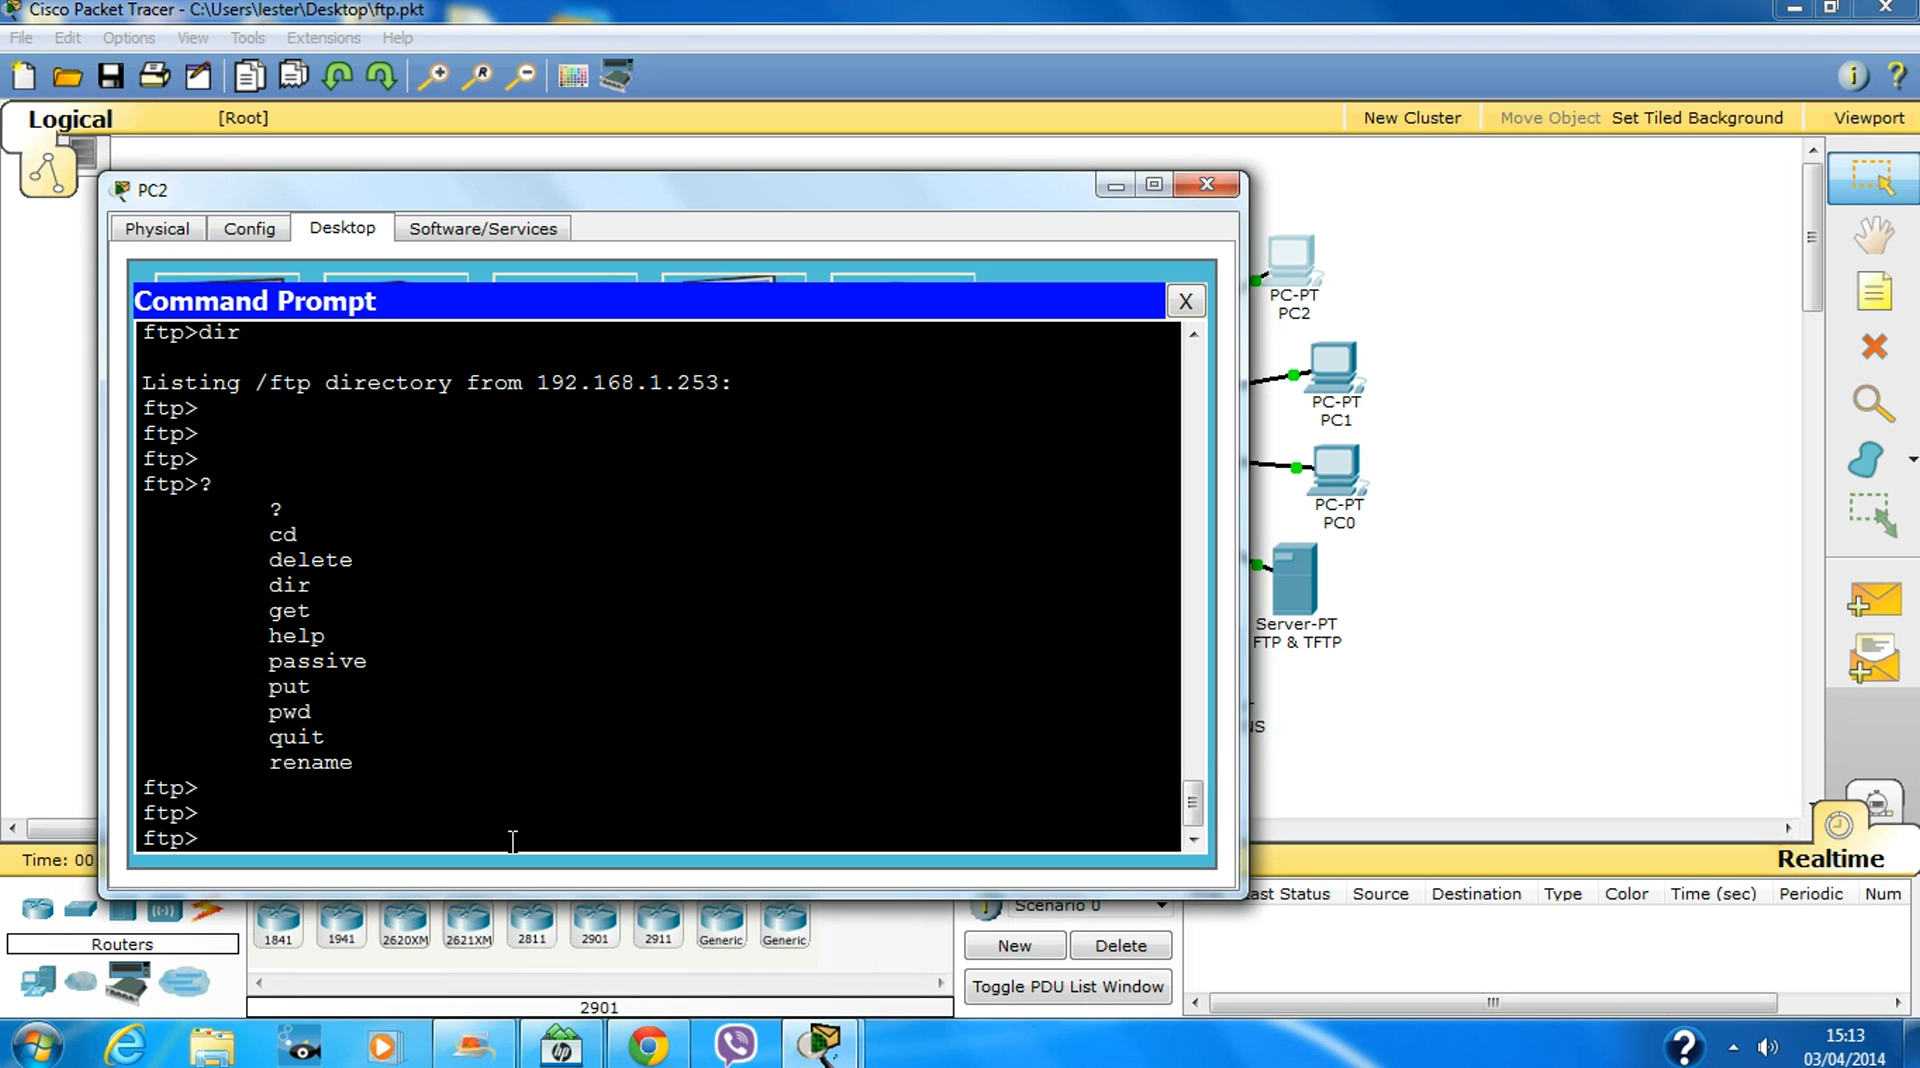 Cisco Packet Tracer - C:\Users\lester\Desktop\ftp.pkt
File Edit Options View Tools Extensions Help
Logical [Root] New Cluster Move Object Set Tiled Background Viewport
PC2
Physical Config Desktop Software/Services
Command Prompt X
ftp>dir
Listing /ftp directory from 192.168.1.253:
ftp>
ftp>
ftp>
ftp>?
?
cd
delete
dir
get
help
passive
put
pwd
quit
rename
ftp>
ftp>
ftp>
PC-PT
PC2
PC-PT
PC1
PC-PT
PC0
Server-PT
FTP & TFTP
Time: 00
Realtime
Scenario 0
Last Status Source Destination Type Color Time (sec) Periodic Num
1841 1941 2620XM 2621XM 2811 2901 2911 Generic Generic
Routers
New Delete
Toggle PDU List Window
2901
hp
15:13
03/04/2014